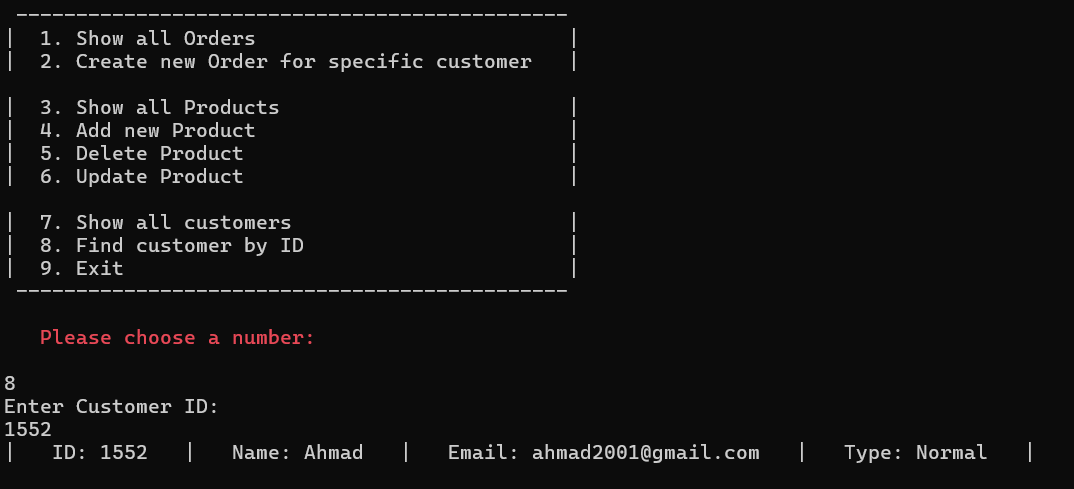 ----------------------------------------------
|  1. Show all Orders                          |
|  2. Create new Order for specific customer   |
|  3. Show all Products                        |
|  4. Add new Product                          |
|  5. Delete Product                           |
|  6. Update Product                           |
|  7. Show all customers                       |
|  8. Find customer by ID                      |
|  9. Exit                                     |
----------------------------------------------
Please choose a number:
8
Enter Customer ID:
1552
|   ID: 1552   |   Name: Ahmad   |   Email: ahmad2001@gmail.com   |   Type: Normal   |